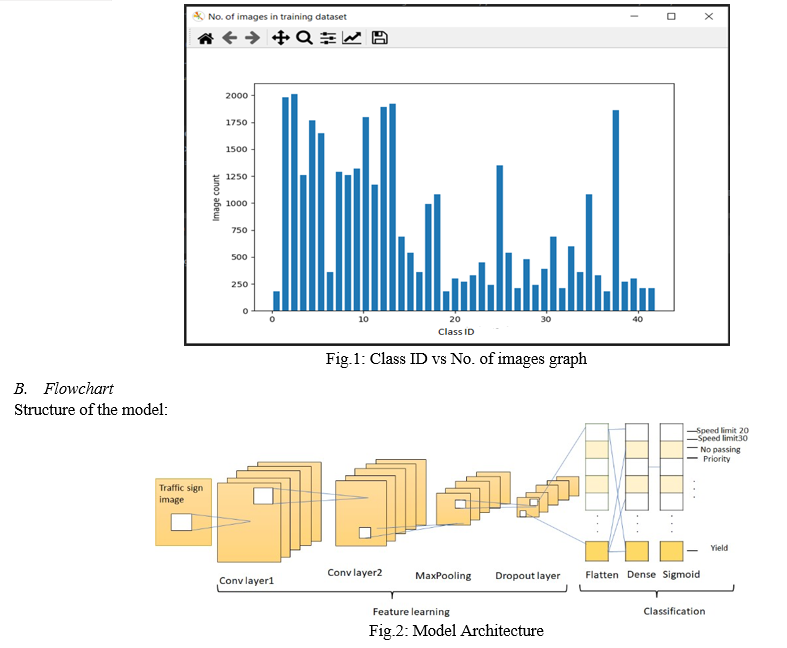 No. of images in training dataset
2000
1750
1500
1250
1000
750
500
250
0
Image count
0 10 20 30 40
Class ID
Fig.1: Class ID vs No. of images graph
B. Flowchart
Structure of the model:
Traffic sign
image
Conv layer1
Conv layer2
MaxPooling
Dropout layer
Flatten Dense Sigmoid
Speed limit 20
Speed limit30
No passing
Priority
Yield
Feature learning
Classification
Fig.2: Model Architecture